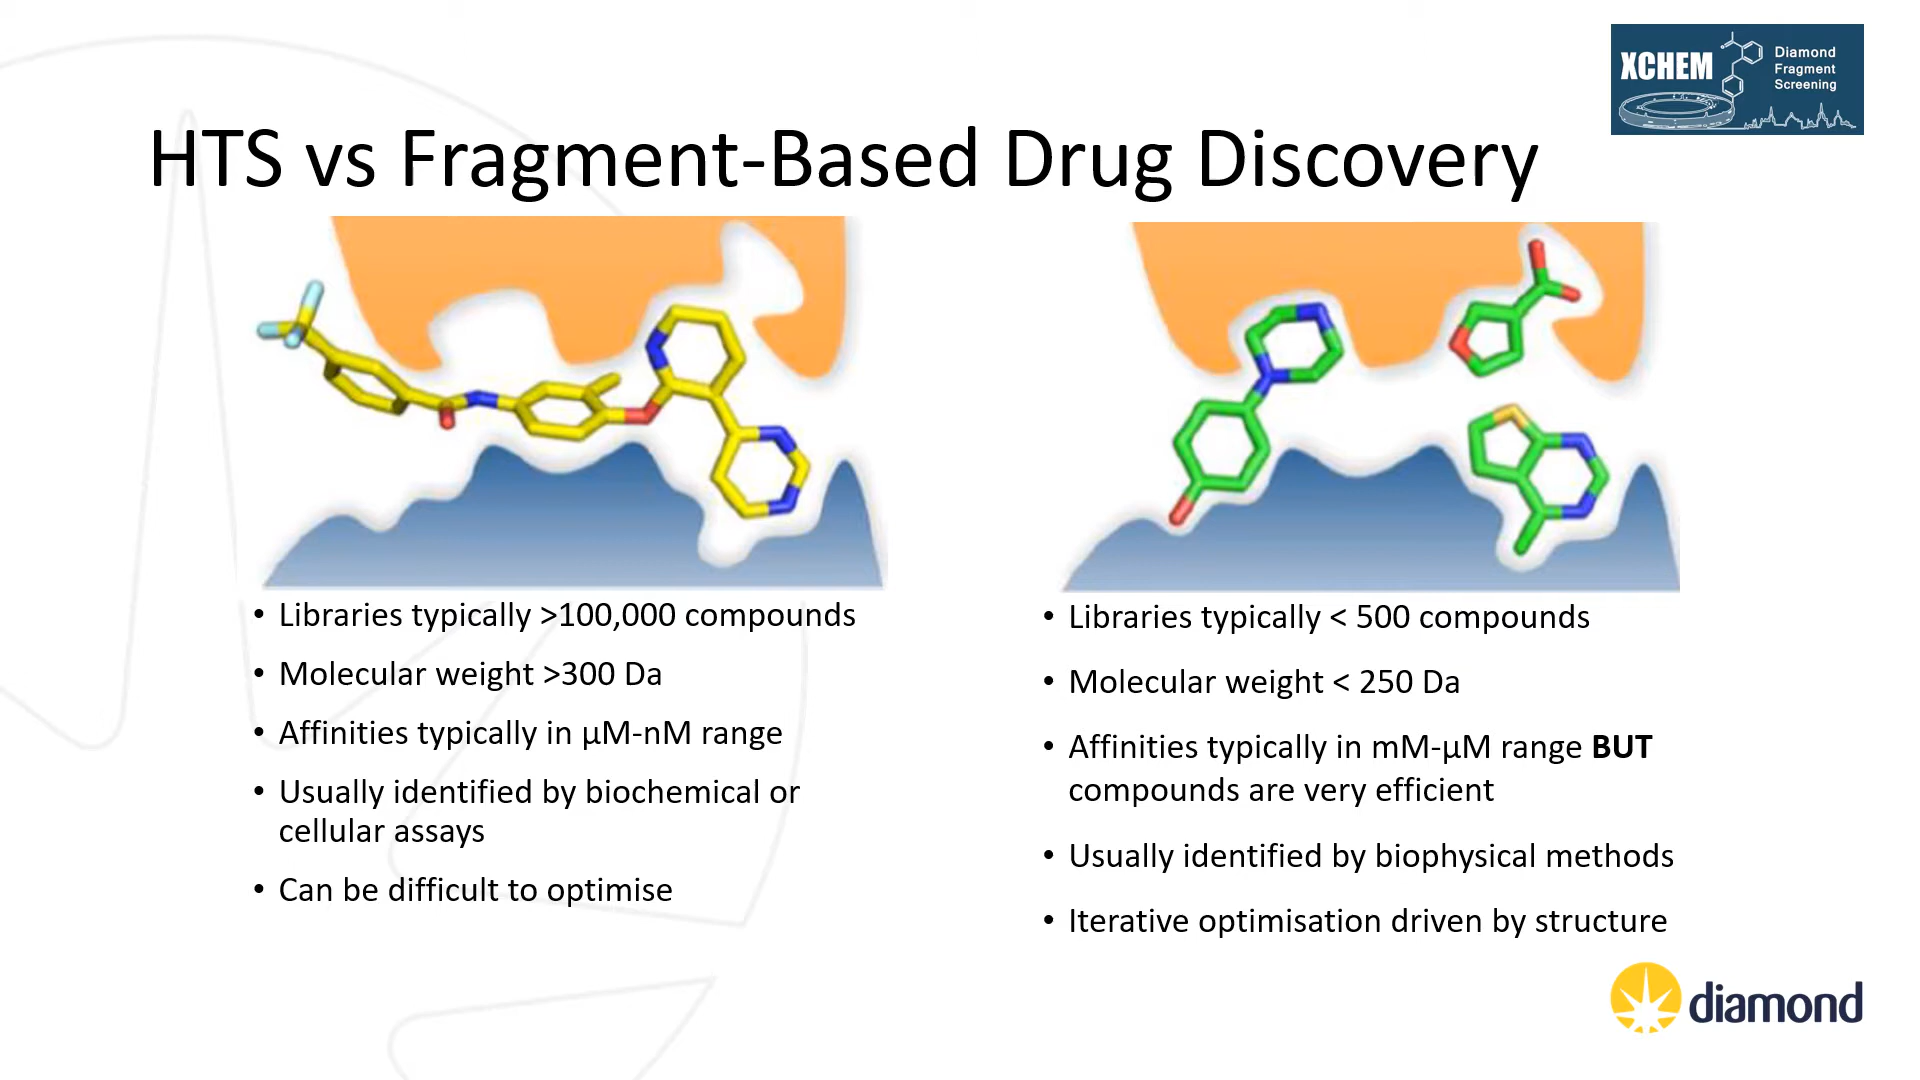 XCHEM
Diamond
Fragment
Screening
HTS vs Fragment-Based Drug Discovery
• Libraries typically >100,000 compounds
• Molecular weight >300 Da
• Affinities typically in µM-nM range
• Usually identified by biochemical or
cellular assays
• Can be difficult to optimise
• Libraries typically < 500 compounds
• Molecular weight < 250 Da
• Affinities typically in mM-µM range BUT
compounds are very efficient
• Usually identified by biophysical methods
• Iterative optimisation driven by structure
diamond